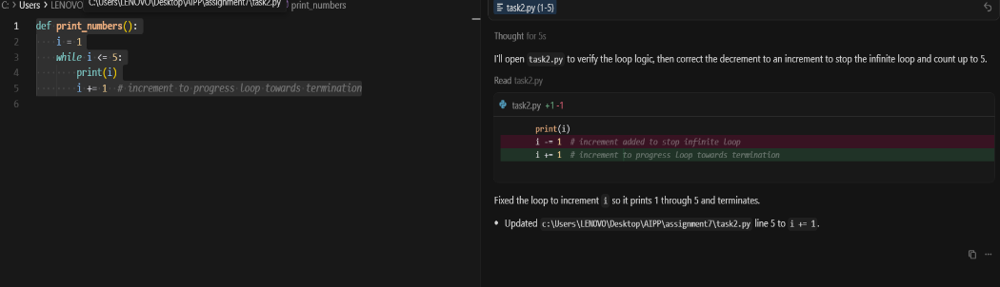 C: > Users > LENOVO
C:\Users\LENOVO\Desktop\AIPP\assignment7\task2.py
print_numbers
1 def print_numbers():
2 i = 1
3 while i <= 5:
4 print(i)
5 i += 1 # increment to progress loop towards termination
6
task2.py (1-5)
Thought for 5s
I'll open task2.py to verify the loop logic, then correct the decrement to an increment to stop the infinite loop and count up to 5.
Read task2.py
task2.py +1 -1
print(i)
i -= 1 # increment added to stop infinite loop
i += 1 # increment to progress loop towards termination
Fixed the loop to increment i so it prints 1 through 5 and terminates.
• Updated c:\Users\LENOVO\Desktop\AIPP\assignment7\task2.py line 5 to i += 1.